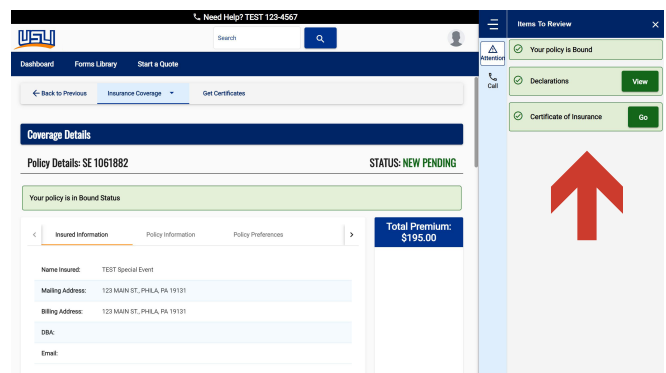 Need Help? TEST 123-4567
USLI
Search
Dashboard Forms Library Start a Quote
Back to Previous Insurance Coverage Get Certificates
Coverage Details
Policy Details: SE 1061882 STATUS: NEW PENDING
Your policy is in Bound Status
Insured Information Policy Information Policy Preferences
Name Insured: TEST Special Event
Mailing Address: 123 MAIN ST., PHILA, PA 19131
Billing Address: 123 MAIN ST., PHILA, PA 19131
DBA:
Email:
Total Premium:
$195.00
Attention
Call
Items To Review
Your policy is Bound
Declarations View
Certificate of Insurance Go